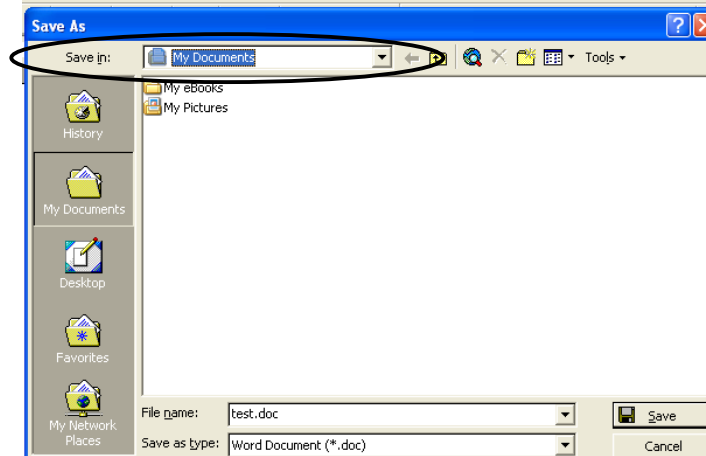 Save As
Save in:
My Documents
Tools
My eBooks
My Pictures
History
My Documents
Desktop
Favorites
My Network
Places
File name:
test.doc
Save
Save as type:
Word Document (*.doc)
Cancel